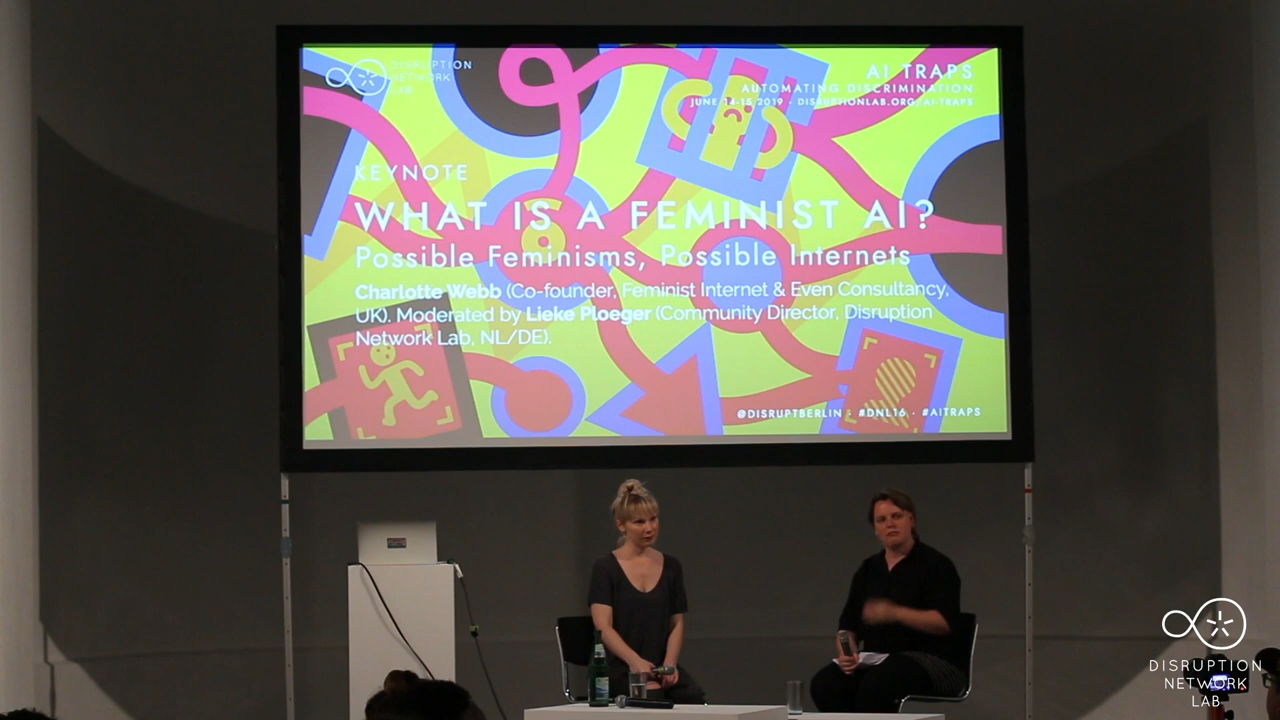 DISRUPTION
NETWORK
LAB
AI TRAPS
AUTOMATING DISCRIMINATION
JUNE 14-15 2019 · DISRUPTIONLAB.ORG/AI-TRAPS
KEYNOTE
WHAT IS A FEMINIST AI?
Possible Feminisms, Possible Internets
Charlotte Webb (Co-founder, Feminist Internet & Even Consultancy,
UK). Moderated by Lieke Ploeger (Community Director, Disruption
Network Lab, NL/DE).
@DISRUPTBERLIN · #DNL16 · #AITRAPS
DISRUPTION
NETWORK
LAB